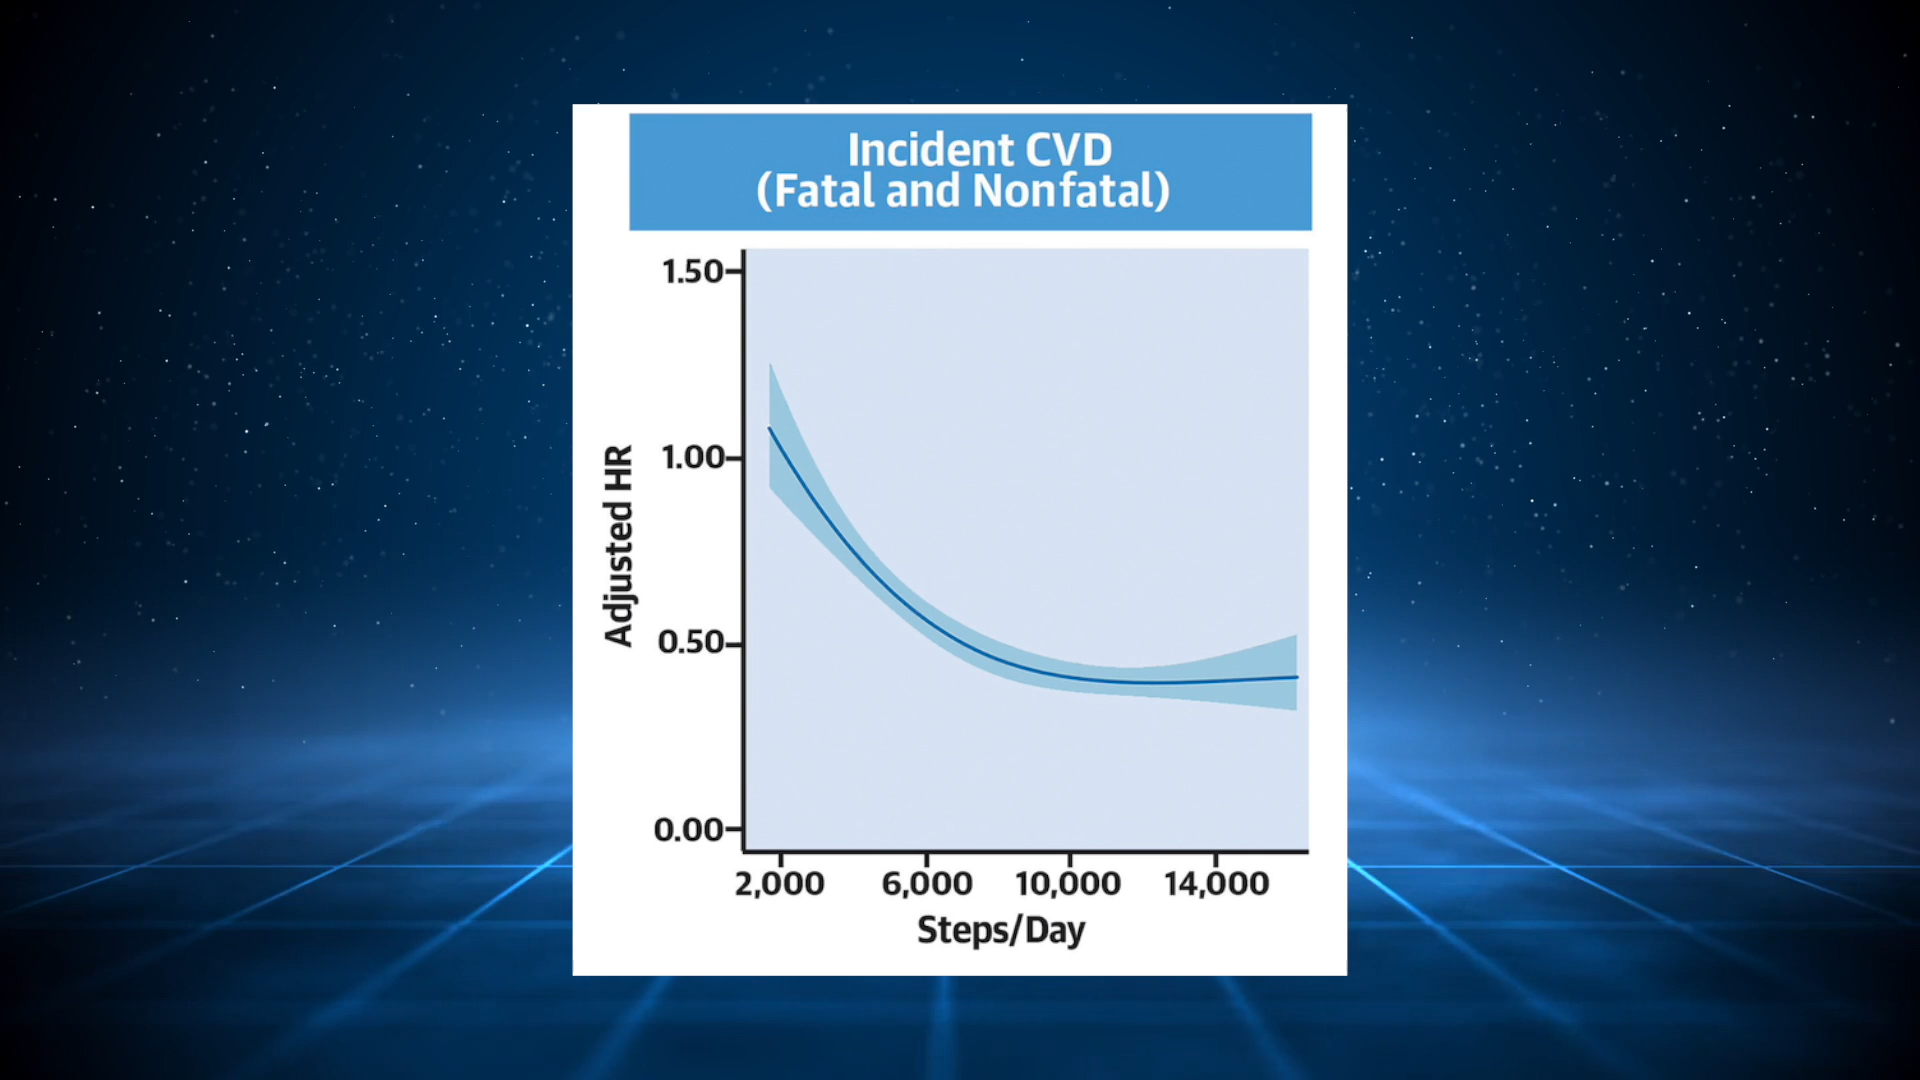 Incident CVD
(Fatal and Nonfatal)
1.50
1.00
0.50
0.00
Adjusted HR
2,000 6,000 10,000 14,000
Steps/Day